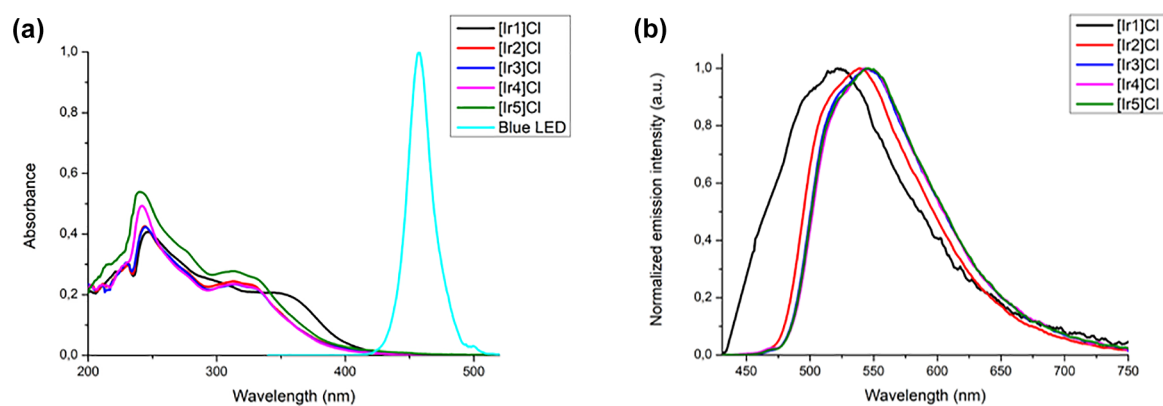 (a)
[Ir1]Cl
[Ir2]Cl
[Ir3]Cl
[Ir4]Cl
[Ir5]Cl
Blue LED
1,0
0,8
0,6
0,4
0,2
0,0
Absorbance
200
300
400
500
Wavelength (nm)
(b)
[Ir1]Cl
[Ir2]Cl
[Ir3]Cl
[Ir4]Cl
[Ir5]Cl
1,0
0,8
0,6
0,4
0,2
0,0
Normalized emission intensity (a.u.)
450
500
550
600
650
700
750
Wavelength (nm)